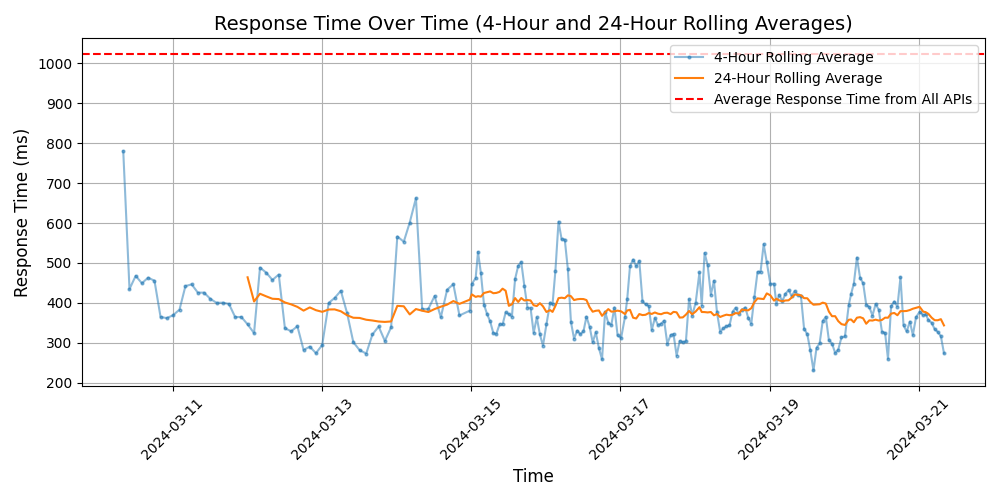 Response Time Over Time (4-Hour and 24-Hour Rolling Averages)
4-Hour Rolling Average
24-Hour Rolling Average
Average Response Time from All APIs
Response Time (ms)
1000
900
800
700
600
500
400
300
200
2024-03-11
2024-03-13
2024-03-15
2024-03-17
2024-03-19
2024-03-21
Time